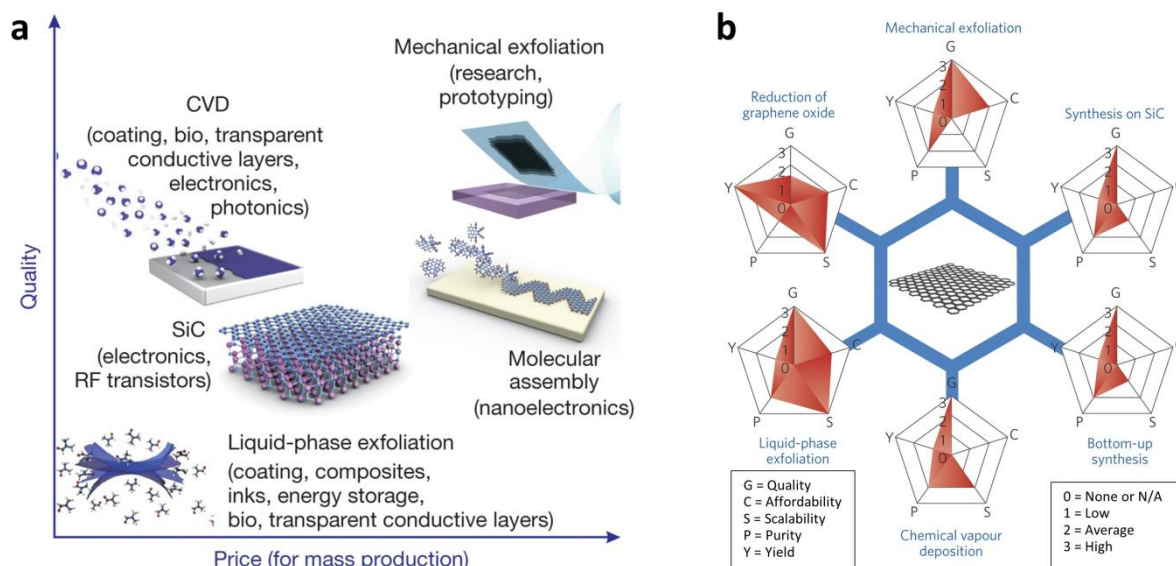 a
Quality
Price (for mass production)
CVD
(coating, bio, transparent
conductive layers,
electronics,
photonics)
Mechanical exfoliation
(research,
prototyping)
SiC
(electronics,
RF transistors)
Molecular
assembly
(nanoelectronics)
Liquid-phase exfoliation
(coating, composites,
inks, energy storage,
bio, transparent conductive layers)
b
Mechanical exfoliation
G
3
2
1
0
Y
C
P
S
Reduction of
graphene oxide
G
3
2
1
0
Y
C
P
S
Synthesis on SiC
G
3
2
1
0
Y
C
P
S
G
3
2
1
0
Y
C
P
S
Liquid-phase
exfoliation
G
3
2
1
0
Y
C
P
S
Chemical vapour
deposition
G
3
2
1
0
Y
P
S
Bottom-up
synthesis
G = Quality
C = Affordability
S = Scalability
P = Purity
Y = Yield
0 = None or N/A
1 = Low
2 = Average
3 = High